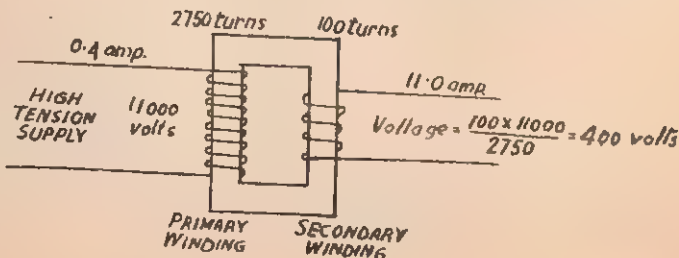 2750 turns 100 turns
0.4 amp.
11.0 amp
HIGH
TENSION
SUPPLY
11000
volts
Voltage = 100 x 11000 / 2750 = 400 volts
PRIMARY
WINDING
SECONDARY
WINDING